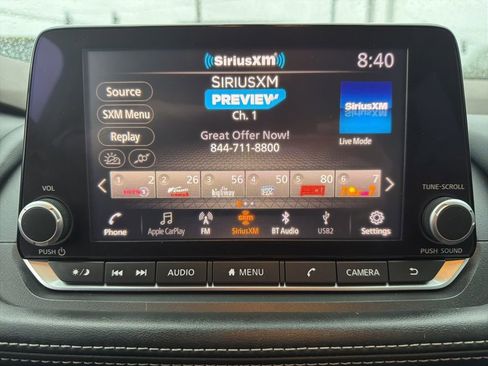 SiriusXM
8:40
SIRIUSXM
PREVIEW
Ch. 1
Source
SXM Menu
Replay
Great Offer Now!
844-711-8800
SiriusXM
Live Mode
1 2
2 26
3 56
4 50
5 80
6 7
VOL
TUNE-SCROLL
Phone
Apple CarPlay
FM
SiriusXM
BT Audio
USB2
Settings
PUSH
PUSH SOUND
AUDIO
MENU
CAMERA